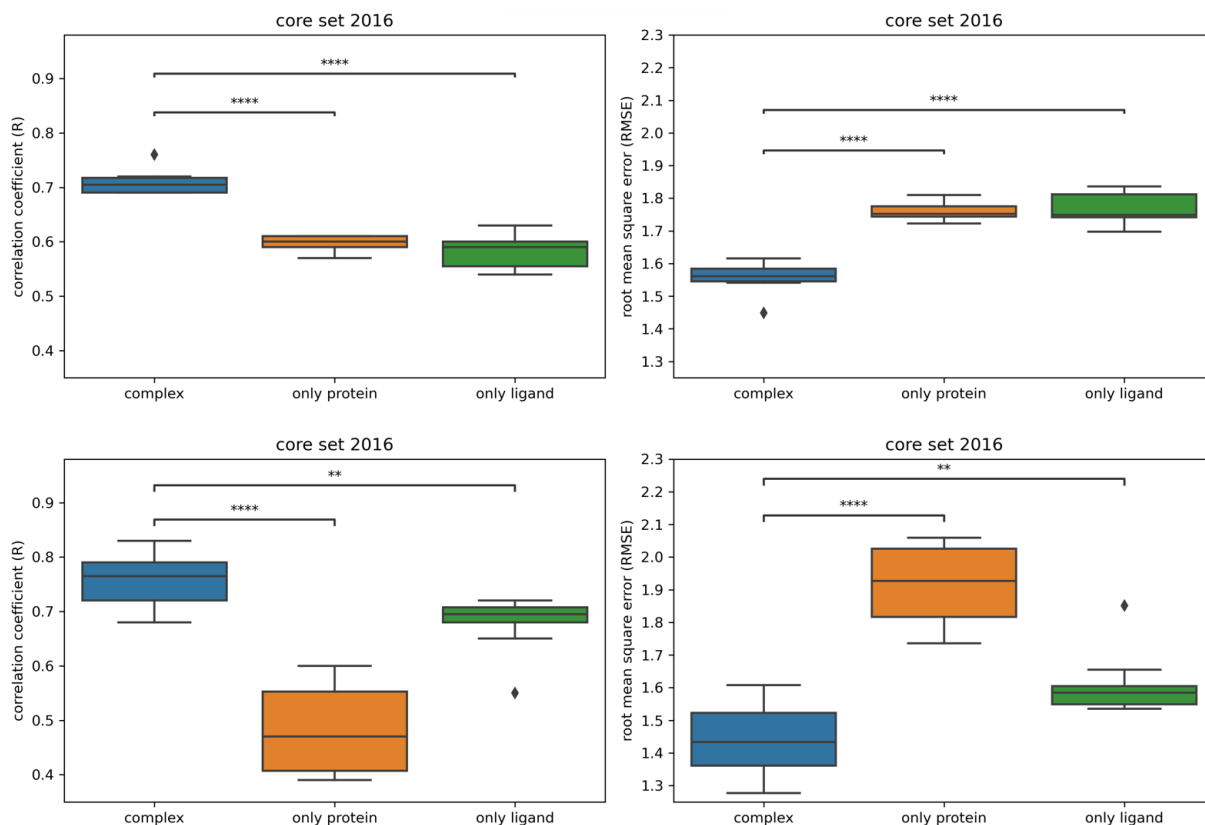 core set 2016
correlation coefficient (R)
0.9
0.8
0.7
0.6
0.5
0.4
****
****
complex
only protein
only ligand
core set 2016
root mean square error (RMSE)
2.3
2.2
2.1
2.0
1.9
1.8
1.7
1.6
1.5
1.4
1.3
****
****
complex
only protein
only ligand
core set 2016
correlation coefficient (R)
0.9
0.8
0.7
0.6
0.5
0.4
**
****
complex
only protein
only ligand
core set 2016
root mean square error (RMSE)
2.3
2.2
2.1
2.0
1.9
1.8
1.7
1.6
1.5
1.4
1.3
**
****
complex
only protein
only ligand